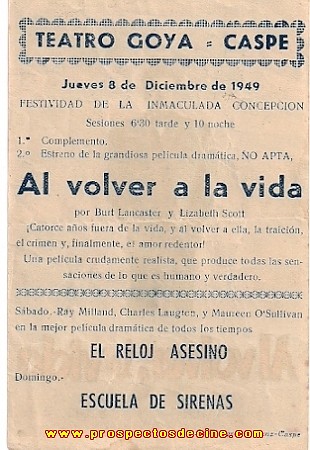 TEATRO GOYA = CASPE
Jueves 8 de Diciembre de 1949
FESTIVIDAD DE LA INMACULADA CONCEPCION
Sesiones 6'30 tarde y 10 noche
1.º Complemento.
2.º Estreno de la grandiosa película dramática, NO APTA,
Al volver a la vida
por Burt Lancaster y Lizabeth Scott
¡Catorce años fuera de la vida, y al volver a ella, la traición,
el crimen y, finalmente, el amor redentor!
Una película crudamente realista, que produce todas las sen-
saciones de lo que es humano y verdadero.
Sábado.-Ray Milland, Charles Laugton, y Maureen O'Sullivan
en la mejor película dramática de todos los tiempos
EL RELOJ ASESINO
Domingo.-
ESCUELA DE SIRENAS
-Caspe
www.prospectosdecine.com